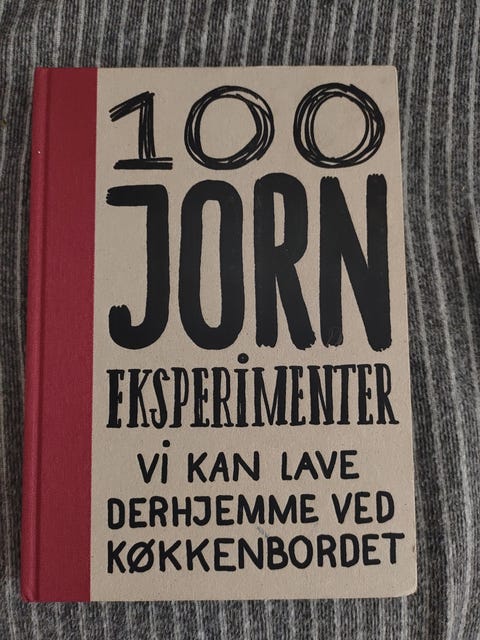 100
JORN
EKSPERIMENTER
Vi KAN LAVE
DERHJEMME VED
KØKKENBORDET